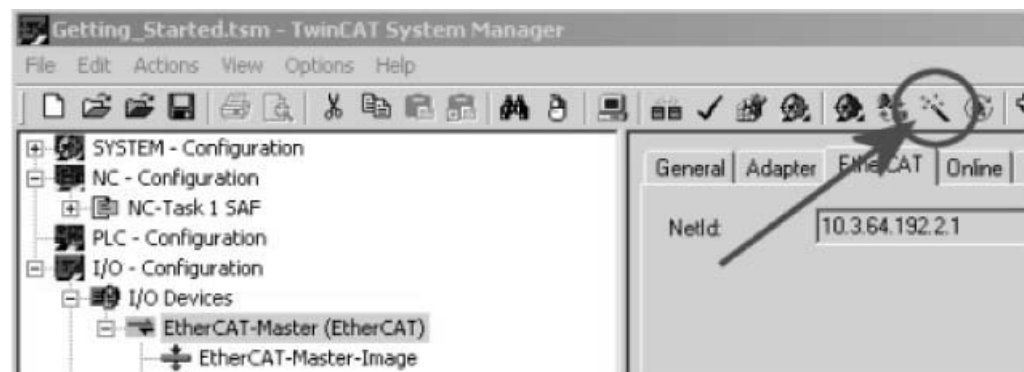 Getting_Started.tsm - TwinCAT System Manager
File Edit Actions View Options Help
SYSTEM - Configuration
NC - Configuration
NC-Task 1 SAF
PLC - Configuration
I/O - Configuration
I/O Devices
EtherCAT-Master (EtherCAT)
EtherCAT-Master-Image
General Adapter EtherCAT Online
NetId: 10.3.64.192.2.1